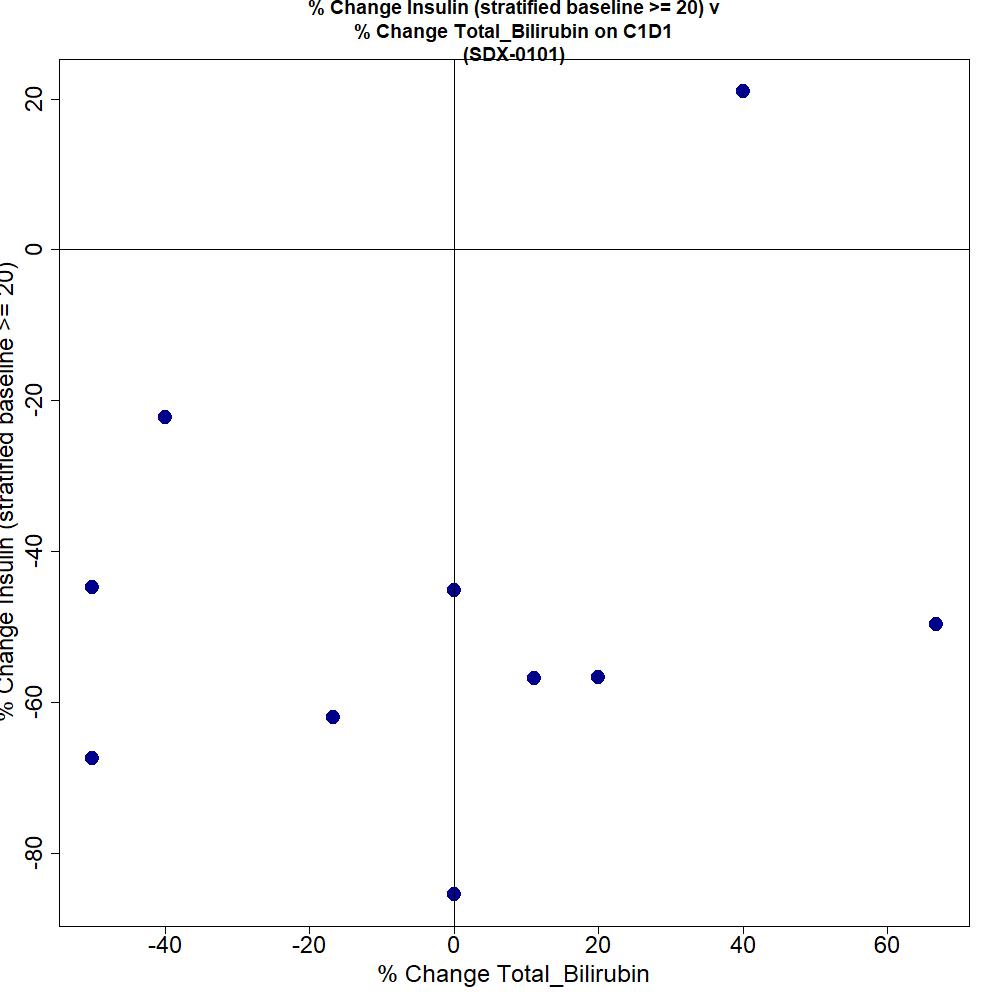 % Change Insulin (stratified baseline >= 20) v
% Change Total_Bilirubin on C1D1
(SDX-0101)
% Change Insulin (stratified baseline >= 20)
20
0
-20
-40
-60
-80
-40
-20
0
20
40
60
% Change Total_Bilirubin